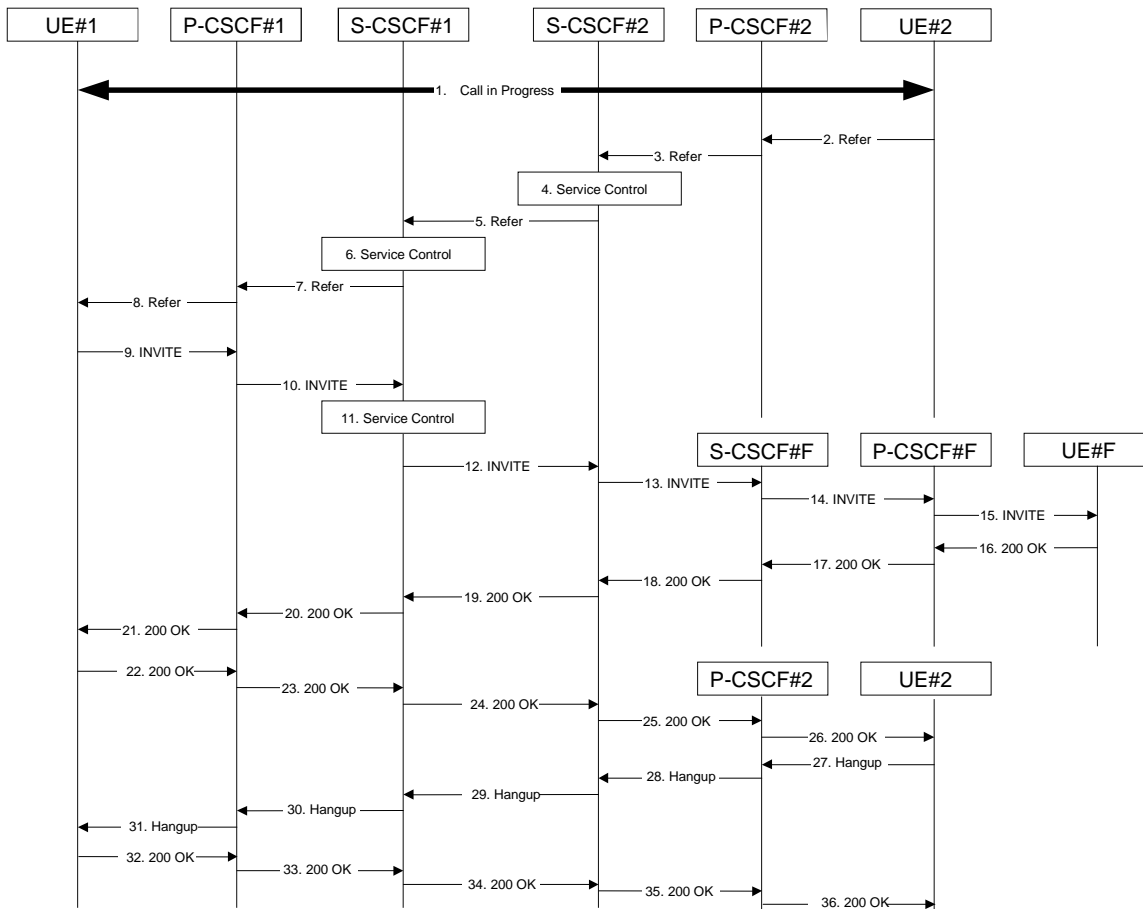 UE#1
P-CSCF#1
S-CSCF#1
S-CSCF#2
P-CSCF#2
UE#2
1. Call in Progress
2. Refer
3. Refer
4. Service Control
5. Refer
6. Service Control
7. Refer
8. Refer
9. INVITE
10. INVITE
11. Service Control
S-CSCF#F
P-CSCF#F
UE#F
12. INVITE
13. INVITE
14. INVITE
15. INVITE
16. 200 OK
17. 200 OK
18. 200 OK
19. 200 OK
20. 200 OK
21. 200 OK
22. 200 OK
23. 200 OK
P-CSCF#2
UE#2
24. 200 OK
25. 200 OK
26. 200 OK
27. Hangup
28. Hangup
29. Hangup
30. Hangup
31. Hangup
32. 200 OK
33. 200 OK
34. 200 OK
35. 200 OK
36. 200 OK